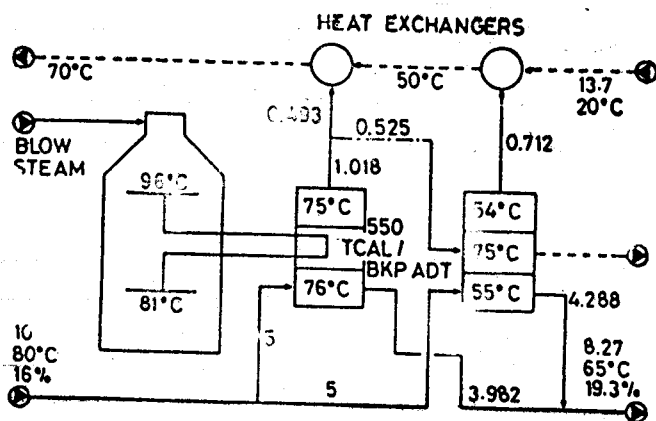 HEAT EXCHANGERS
70°C
50°C
13.7
20°C
BLOW
STEAM
0.493
0.525
0.712
1.018
96°C
75°C
54°C
550
TCAL /
BKP ADT
75°C
81°C
76°C
55°C
4.288
10
80°C
16%
5
5
3.982
8.27
65°C
19.3%